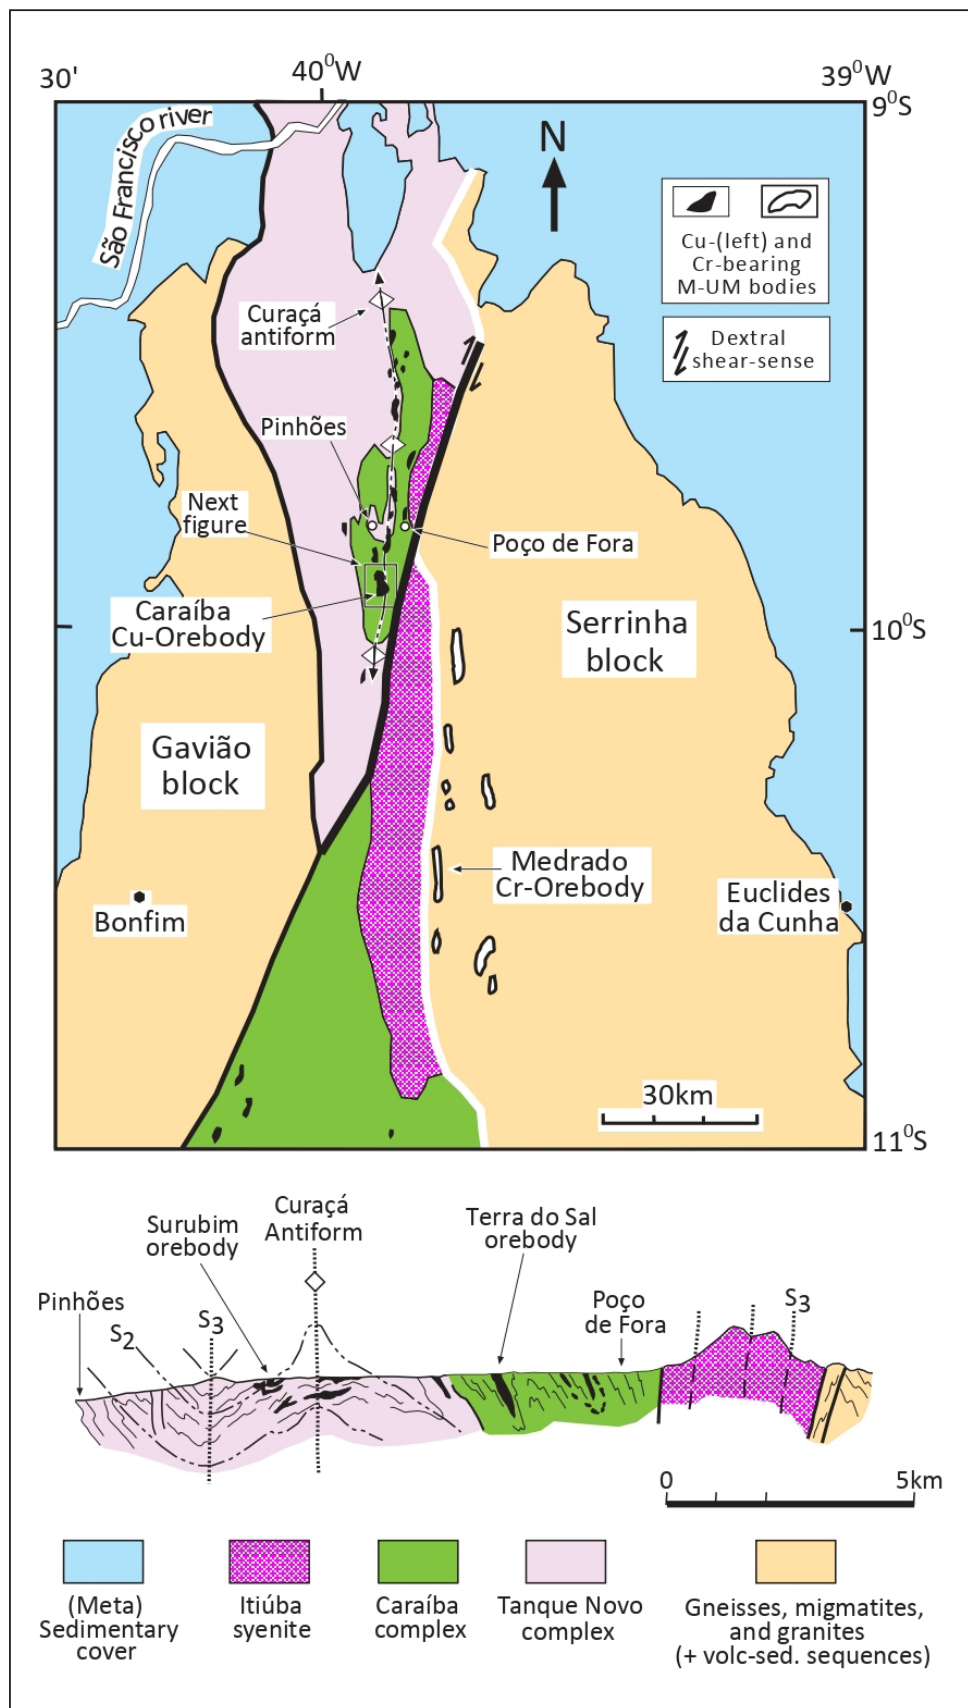 30'
40⁰W
39⁰W
9⁰S
São Francisco river
N
Cu-(left) and
Cr-bearing
M-UM bodies
Dextral
shear-sense
Curaçá
antiform
Pinhões
Next
figure
Poço de Fora
Caraíba
Cu-Orebody
Serrinha
block
10⁰S
Gavião
block
Medrado
Cr-Orebody
Bonfim
Euclides
da Cunha
30km
11⁰S
Curaçá
Antiform
Surubim
orebody
Terra do Sal
orebody
Pinhões
S2
S3
Poço
de Fora
S3
0
5km
(Meta)
Sedimentary
cover
Itiúba
syenite
Caraíba
complex
Tanque Novo
complex
Gneisses, migmatites,
and granites
(+ volc-sed. sequences)